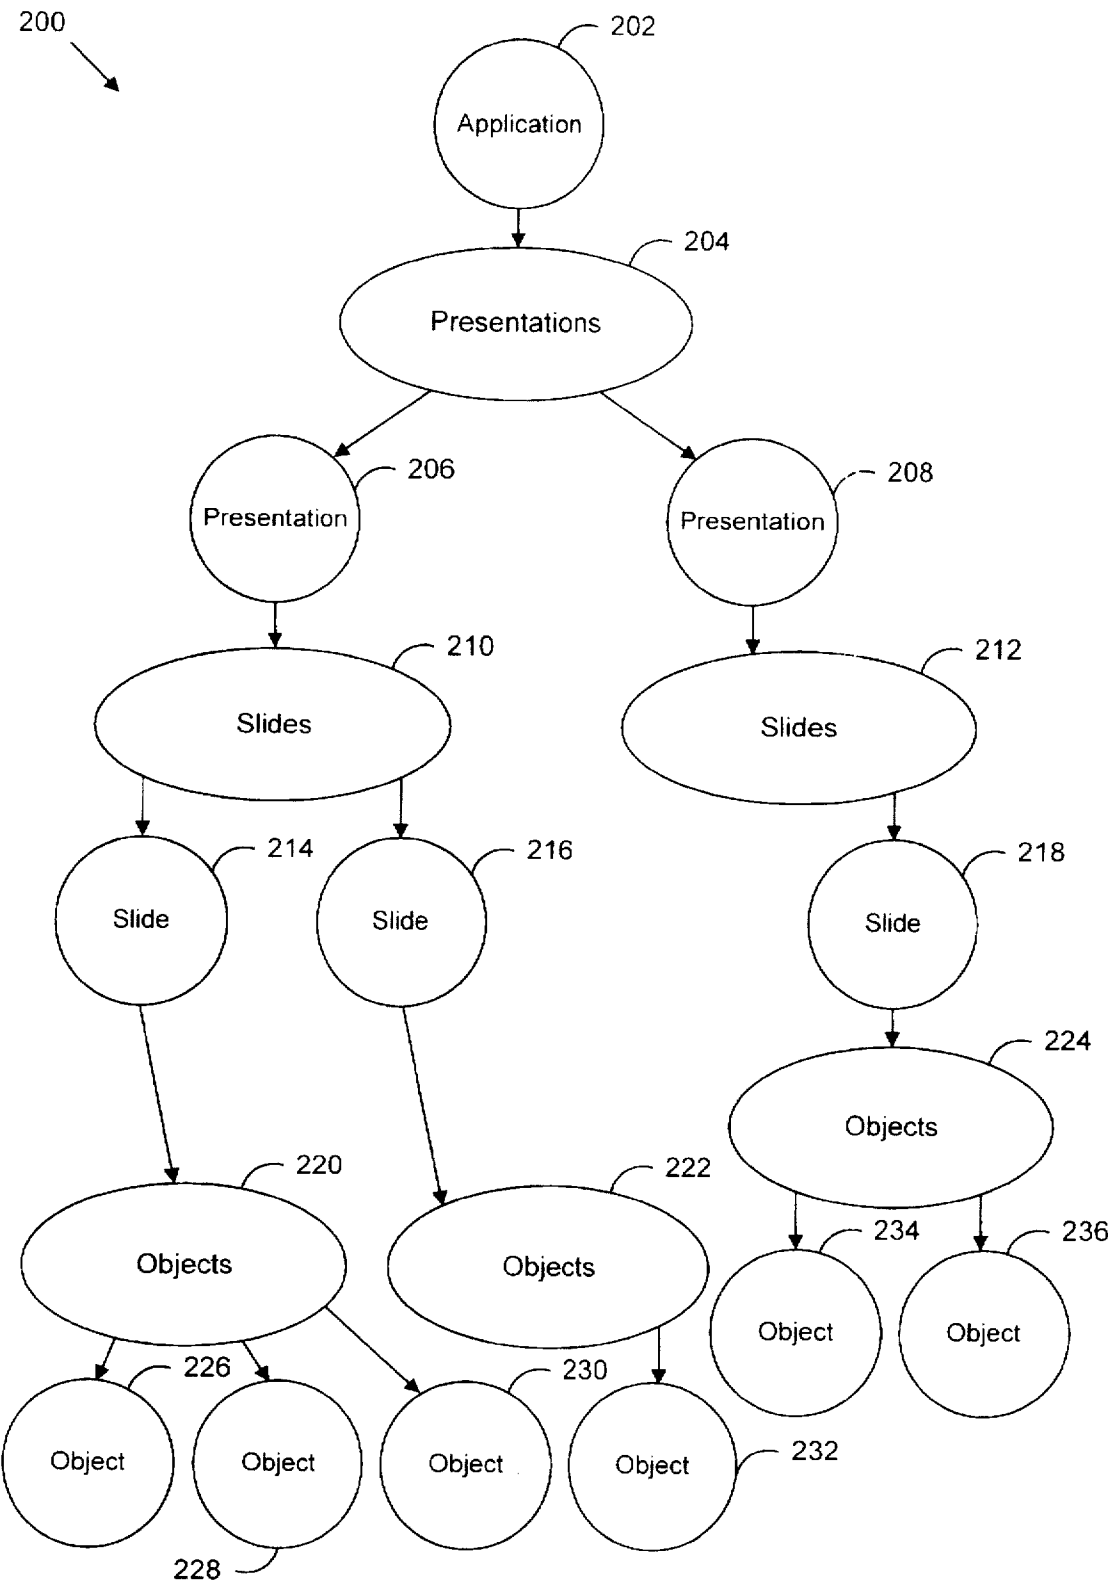 200
202
Application
204
Presentations
206
208
Presentation
Presentation
210
212
Slides
Slides
214
216
218
Slide
Slide
Slide
224
Objects
220
222
234
236
Objects
Objects
Object
Object
226
230
Object
Object
Object
Object
232
228